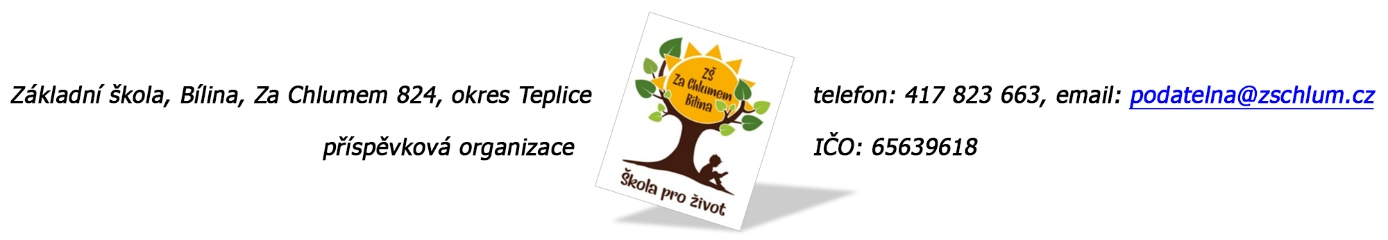 Základní škola, Bílina, Za Chlumem 824, okres Teplice
příspěvková organizace
ZŠ
Za Chlumem
Bílina
Škola pro život
telefon: 417 823 663, email: podatelna@zschlum.cz
IČO: 65639618